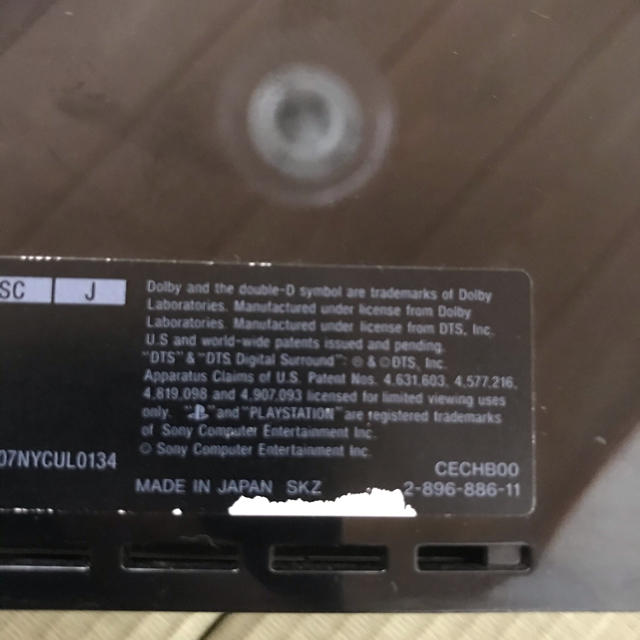 SC J
Dolby and the double-D symbol are trademarks of Dolby
Laboratories. Manufactured under license from Dolby
Laboratories. Manufactured under license from DTS, Inc.
U.S and world-wide patents issued and pending.
"DTS" & "DTS Digital Surround" ® & ©DTS, Inc.
Apparatus Claims of U.S. Patent Nos. 4.631.603, 4.577.216,
4.819.098 and 4.907.093 licensed for limited viewing uses
only. " " and "PLAYSTATION" are registered trademarks
of Sony Computer Entertainment Inc.
© Sony Computer Entertainment Inc.
07NYCUL0134
CECHB00
MADE IN JAPAN SKZ 2-896-886-11